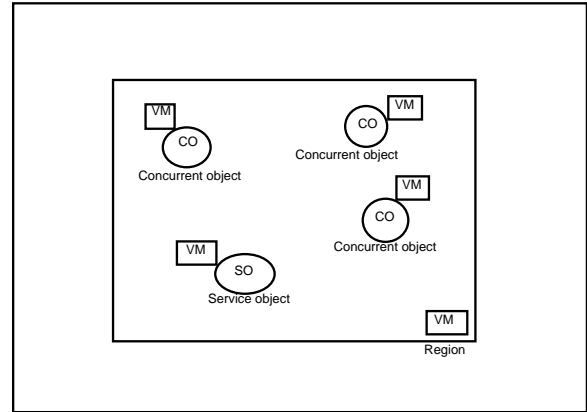 VM
CO
Concurrent object
VM
CO
Concurrent object
VM
CO
Concurrent object
VM
SO
Service object
VM
Region